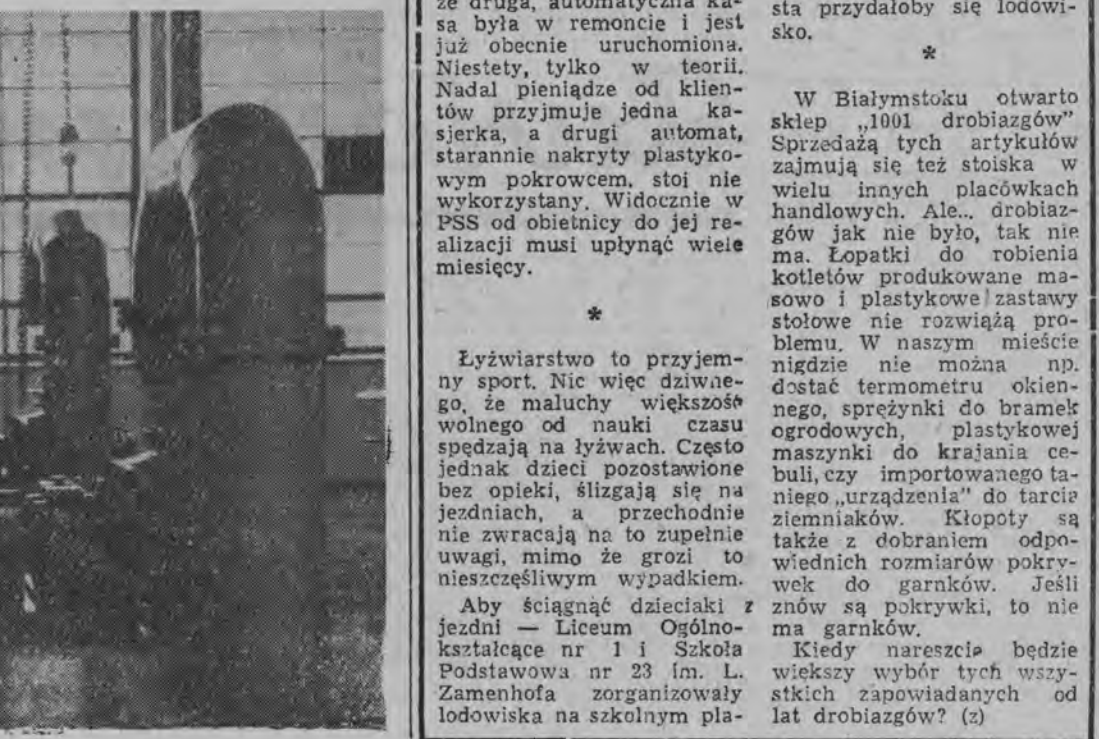 że druga, automatyczna ka-
sa była w remoncie i jest
już obecnie uruchomiona.
Niestety, tylko w teorii.
Nadal pieniądze od klien-
tów przyjmuje jedna ka-
sjerka, a drugi automat,
starannie nakryty plastyko-
wym pokrowcem, stoi nie
wykorzystany. Widocznie w
PSS od obietnicy do jej re-
alizacji musi upłynąć wiele
miesięcy.
*
Łyżwiarstwo to przyjem-
ny sport. Nic więc dziwne-
go, że maluchy większość
wolnego od nauki czasu
spędzają na łyżwach. Często
jednak dzieci pozostawione
bez opieki, ślizgają się na
jezdniach, a przechodnie
nie zwracają na to zupełnie
uwagi, mimo że grozi to
nieszczęśliwym wypadkiem.
Aby ściągnąć dzieciaki z
jezdni — Liceum Ogólno-
kształcące nr 1 i Szkoła
Podstawowa nr 23 im. L.
Zamenhofa zorganizowały
lodowiska na szkolnym pla-
sta przydałoby się lodowi-
sko.
*
W Białymstoku otwarto
sklep „1001 drobiazgów”
Sprzedażą tych artykułów
zajmują się też stoiska w
wielu innych placówkach
handlowych. Ale... drobiaz-
gów jak nie było, tak nie
ma. Łopatki do robienia
kotletów produkowane ma-
sowo i plastykowe zastawy
stołowe nie rozwiążą pro-
blemu. W naszym mieście
nigdzie nie można np.
dostać termometru okien-
nego, sprężynki do bramek
ogrodowych, plastykowej
maszynki do krajania ce-
buli, czy importowanego ta-
niego „urządzenia” do tarcia
ziemniaków. Kłopoty są
także z dobraniem odpo-
wiednich rozmiarów pokry-
wek do garnków. Jeśli
znów są pokrywki, to nie
ma garnków.
Kiedy nareszcie będzie
większy wybór tych wszy-
stkich zapowiadanych od
lat drobiazgów? (z)